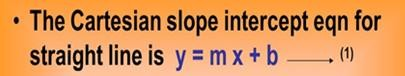 • The Cartesian slope intercept eqn for
straight line is y = m x + b ⟶ (1)